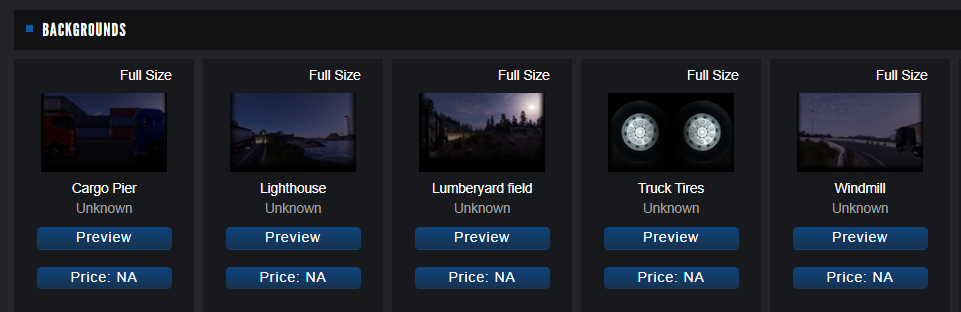 BACKGROUNDS
Full Size
Cargo Pier
Unknown
Preview
Price: NA
Full Size
Lighthouse
Unknown
Preview
Price: NA
Full Size
Lumberyard field
Unknown
Preview
Price: NA
Full Size
Truck Tires
Unknown
Preview
Price: NA
Full Size
Windmill
Unknown
Preview
Price: NA